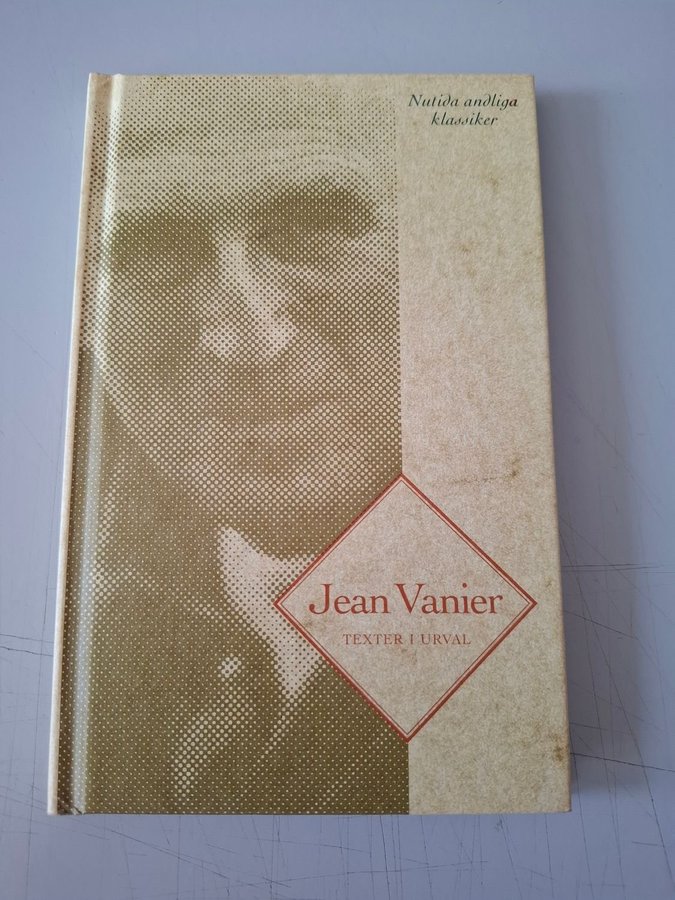 Nutida andliga
klassiker
Jean Vanier
TEXTER I URVAL